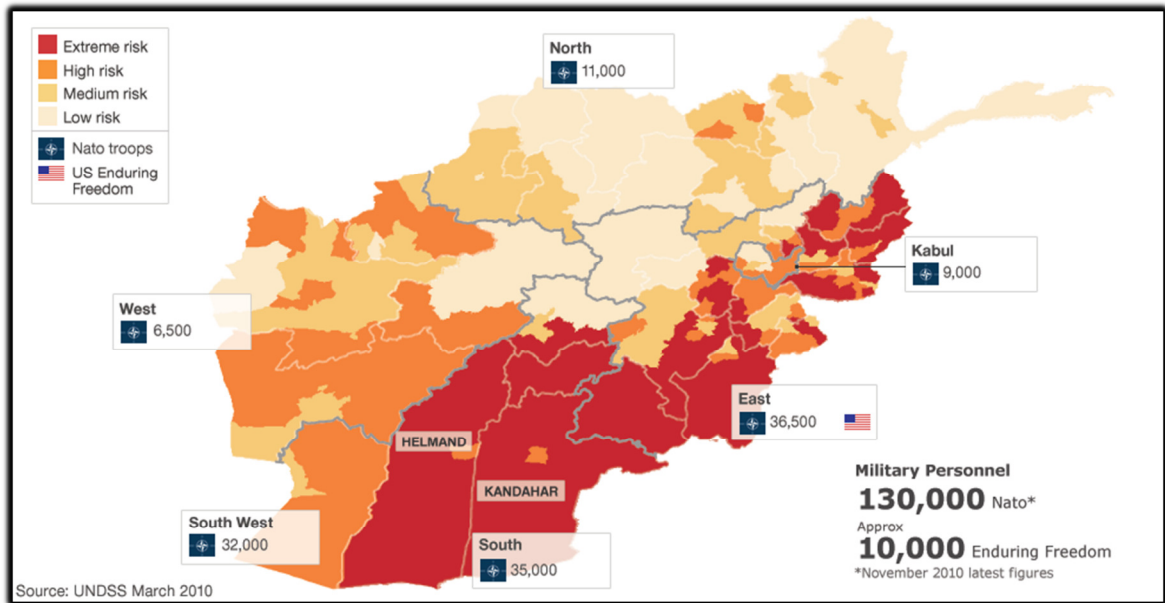 Extreme risk
High risk
Medium risk
Low risk
Nato troops
US Enduring
Freedom
North
11,000
Kabul
9,000
West
6,500
East
36,500
HELMAND
KANDAHAR
South West
32,000
South
35,000
Military Personnel
130,000 Nato*
Approx
10,000 Enduring Freedom
*November 2010 latest figures
Source: UNDSS March 2010